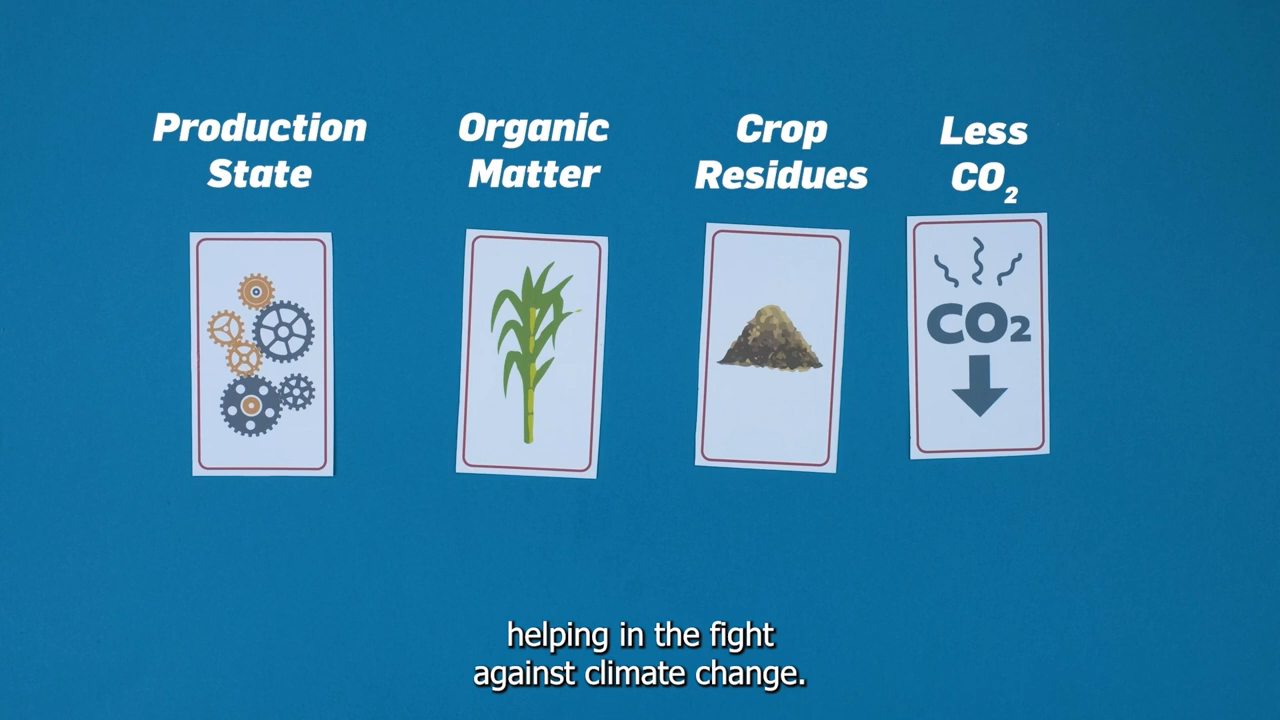 Production
State
Organic
Matter
Crop
Residues
Less
CO₂
CO₂
helping in the fight
against climate change.